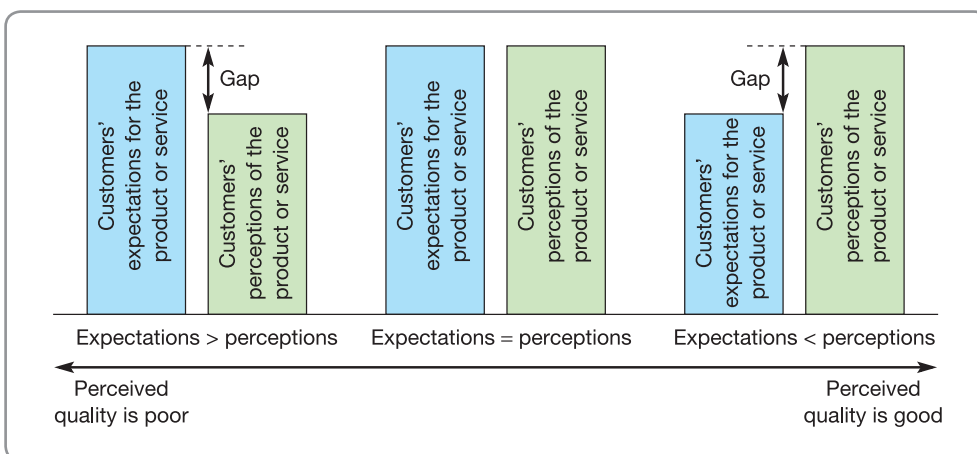 Customers’
expectations for the
product or service
Gap
Customers’
perceptions of the
product or service
Customers’
expectations for the
product or service
Customers’
perceptions of the
product or service
Gap
Customers’
expectations for the
product or service
Customers’
perceptions of the
product or service
Expectations > perceptions
Expectations = perceptions
Expectations < perceptions
Perceived
quality is poor
Perceived
quality is good